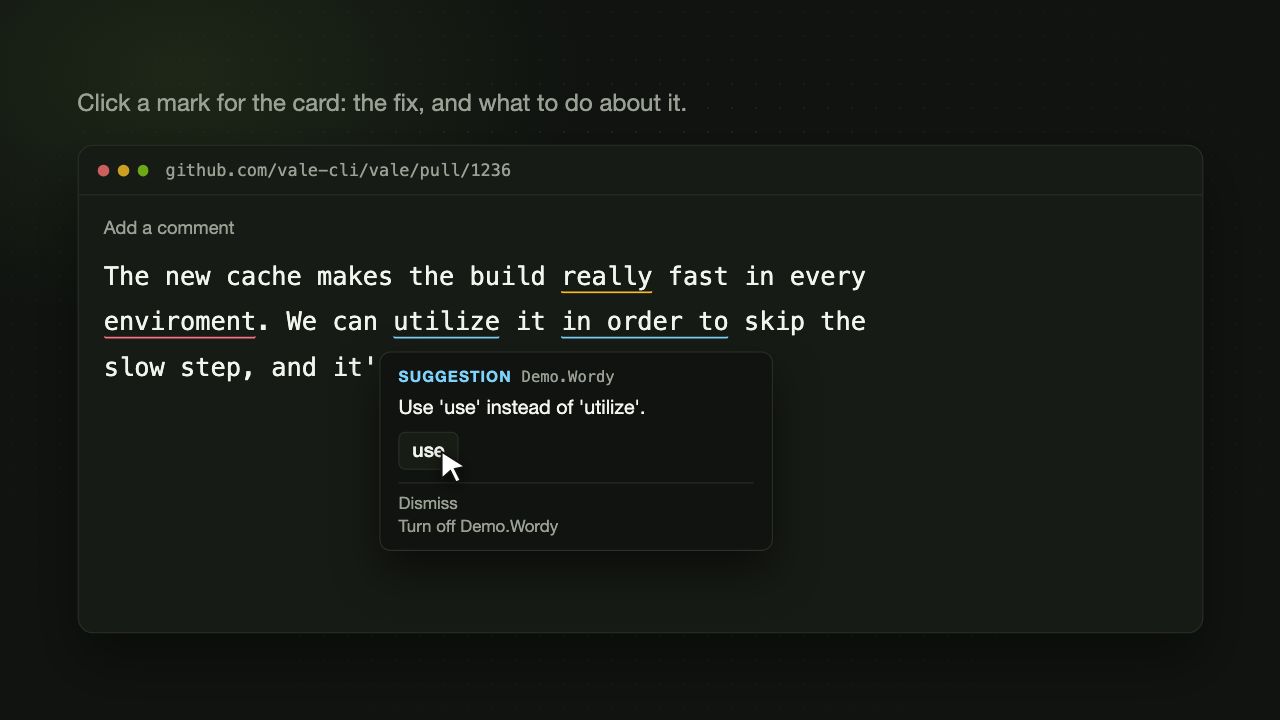 Click a mark for the card: the fix, and what to do about it.
github.com/vale-cli/vale/pull/1236
Add a comment
The new cache makes the build really fast in every
enviroment. We can utilize it in order to skip the
slow step, and it'
SUGGESTION Demo.Wordy
Use 'use' instead of 'utilize'.
use
Dismiss
Turn off Demo.Wordy